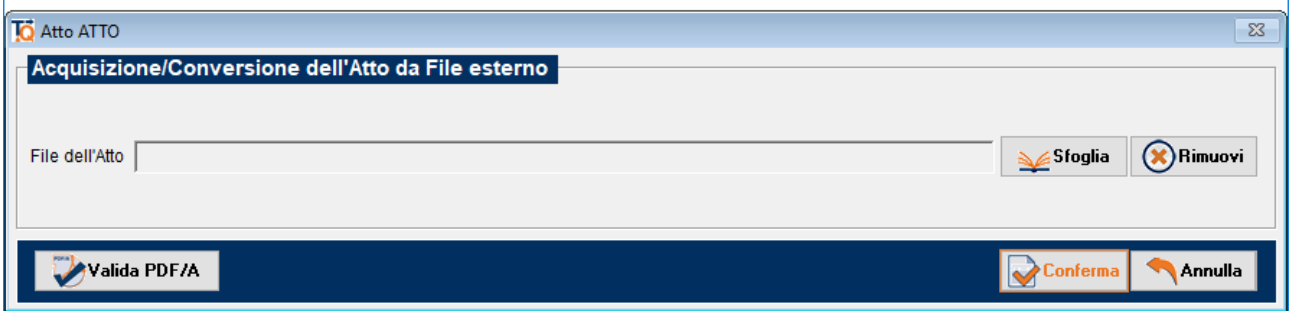 Atto ATTO
Acquisizione/Conversione dell'Atto da File esterno
File dell'Atto
Sfoglia
Rimuovi
Valida PDF/A
Conferma
Annulla